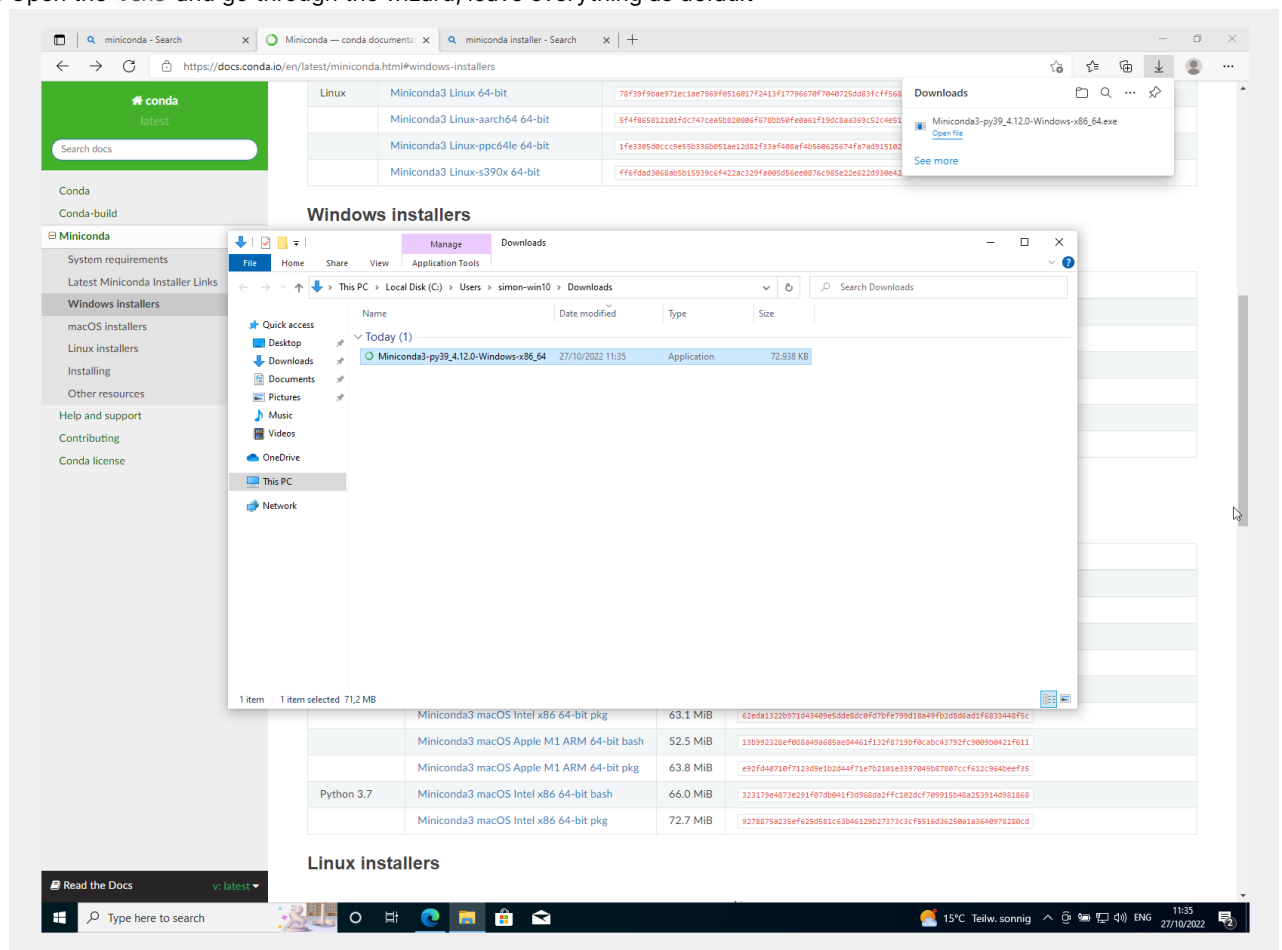 and go through the wizard, leave everything as default
miniconda - Search
Miniconda — conda documenta
miniconda installer - Search
https://docs.conda.io/en/latest/miniconda.html#windows-installers
conda
latest
Search docs
Conda
Conda-build
Miniconda
System requirements
Latest Miniconda Installer Links
Windows installers
macOS installers
Linux installers
Installing
Other resources
Help and support
Contributing
Conda license
Read the Docs
v: latest
Linux
Miniconda3 Linux 64-bit
Miniconda3 Linux-aarch64 64-bit
Miniconda3 Linux-ppc64le 64-bit
Miniconda3 Linux-s390x 64-bit
Downloads
Miniconda3-py39_4.12.0-Windows-x86_64.exe
Open file
See more
Windows installers
Manage
Downloads
File
Home
Share
View
Application Tools
This PC
Local Disk (C:)
Users
simon-win10
Downloads
Search Downloads
Name
Date modified
Type
Size
Quick access
Desktop
Downloads
Documents
Pictures
Music
Videos
OneDrive
This PC
Network
Today (1)
Miniconda3-py39_4.12.0-Windows-x86_64 27/10/2022 11:35 Application 72.938 KB
1 item 1 item selected 71,2 MB
Miniconda3 macOS Intel x86 64-bit pkg 63.1 MiB
Miniconda3 macOS Apple M1 ARM 64-bit bash 52.5 MiB
Miniconda3 macOS Apple M1 ARM 64-bit pkg 63.8 MiB
Python 3.7 Miniconda3 macOS Intel x86 64-bit bash 66.0 MiB
Miniconda3 macOS Intel x86 64-bit pkg 72.7 MiB
Linux installers
Type here to search
15°C Teilw. sonnig
ENG
11:35
27/10/2022
2